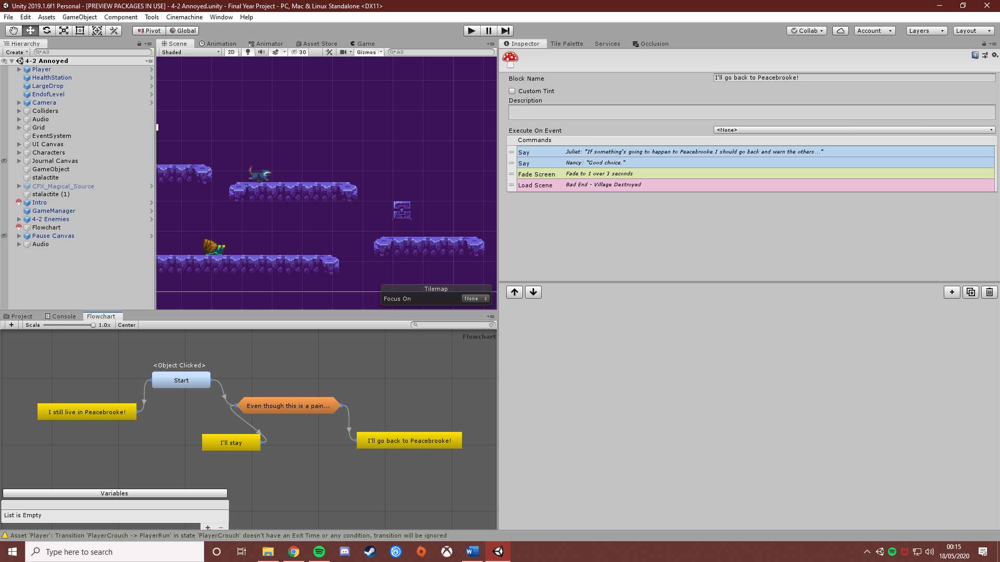 Unity 2019.1.6f1 Personal - [PREVIEW PACKAGES IN USE] - 4-2 Annoyed.unity - Final Year Project - PC, Mac & Linux Standalone <DX11>
File Edit Assets GameObject Component Tools Cinemachine Window Help
Pivot Global Collab Account Layers Layout
Hierarchy
Create All
4-2 Annoyed
Player
HealthStation
LargeDrop
EndofLevel
Camera
Colliders
Audio
Grid
EventSystem
UI Canvas
Characters
Journal Canvas
GameObject
stalactite
CFX_Magical_Source
stalactite (1)
Intro
GameManager
4-2 Enemies
Flowchart
Pause Canvas
Audio
Scene Animation Animator Asset Store Game
Shaded 2D 30 Gizmos All
Tilemap
Focus On None
Inspector Tile Palette Services Occlusion
Block Name I'll go back to Peacebrooke!
Custom Tint
Description
Execute On Event <None>
Commands
Say Juliet: "If something's going to happen to Peacebrooke I should go back and warn the others..."
Say Nancy: "Good choice."
Fade Screen Fade to 1 over 3 seconds
Load Scene Bad End - Village Destroyed
Project Console Flowchart
Scale 1.0x Center
Flowchart
<Object Clicked>
Start
Even though this is a pain...
I still live in Peacebrooke!
I'll stay
I'll go back to Peacebrooke!
Variables
List is Empty
Asset 'Player': Transition 'PlayerCrouch -> PlayerRun' in state 'PlayerCrouch' doesn't have an Exit Time or any condition, transition will be ignored
Type here to search
00:15
18/05/2020